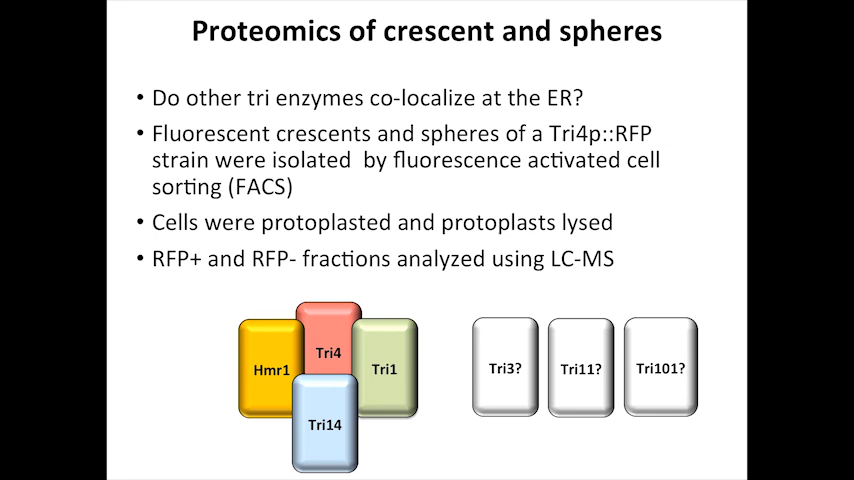 Proteomics of crescent and spheres
• Do other tri enzymes co-localize at the ER?
• Fluorescent crescents and spheres of a Tri4p::RFP
strain were isolated by fluorescence activated cell
sorting (FACS)
• Cells were protoplasted and protoplasts lysed
• RFP+ and RFP- fractions analyzed using LC-MS
Hmr1
Tri4
Tri1
Tri14
Tri3?
Tri11?
Tri101?